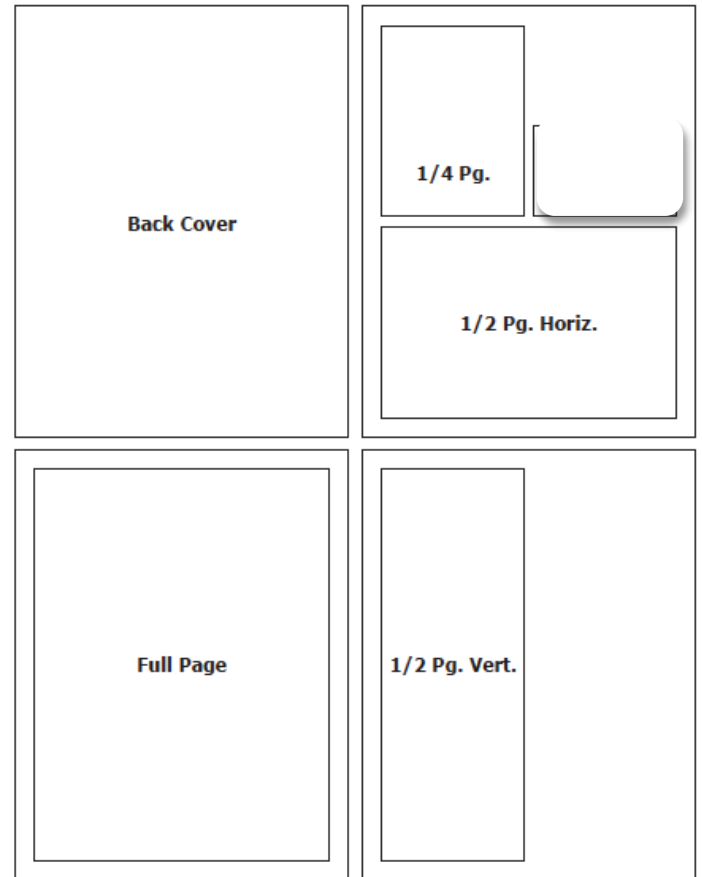 Back Cover
1/4 Pg.
1/2 Pg. Horiz.
Full Page
1/2 Pg. Vert.